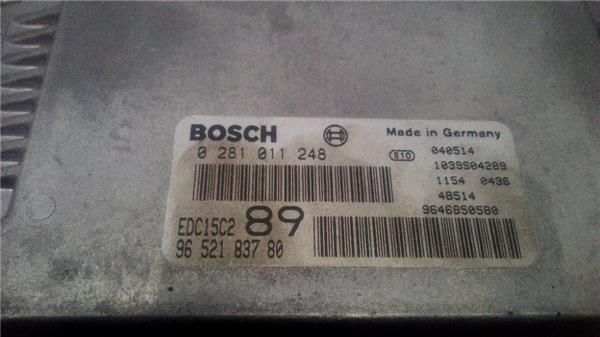 BOSCH
Made in Germany
0 281 011 248
810
040514
1039S04289
1154 0436
48514
9646850580
EDC15C2 89
96 521 837 80